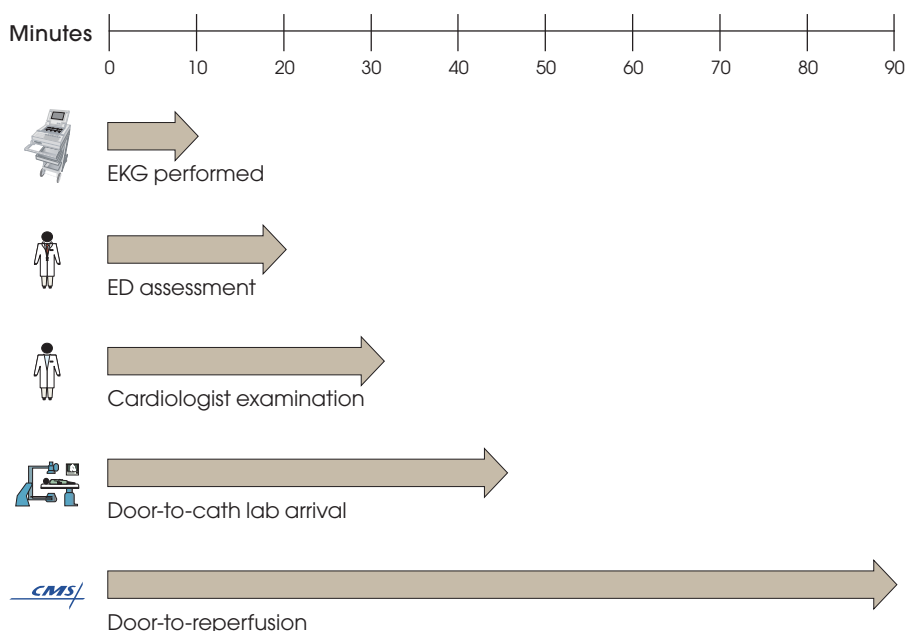 Minutes
0 10 20 30 40 50 60 70 80 90
EKG performed
ED assessment
Cardiologist examination
Door-to-cath lab arrival
CMS
Door-to-reperfusion